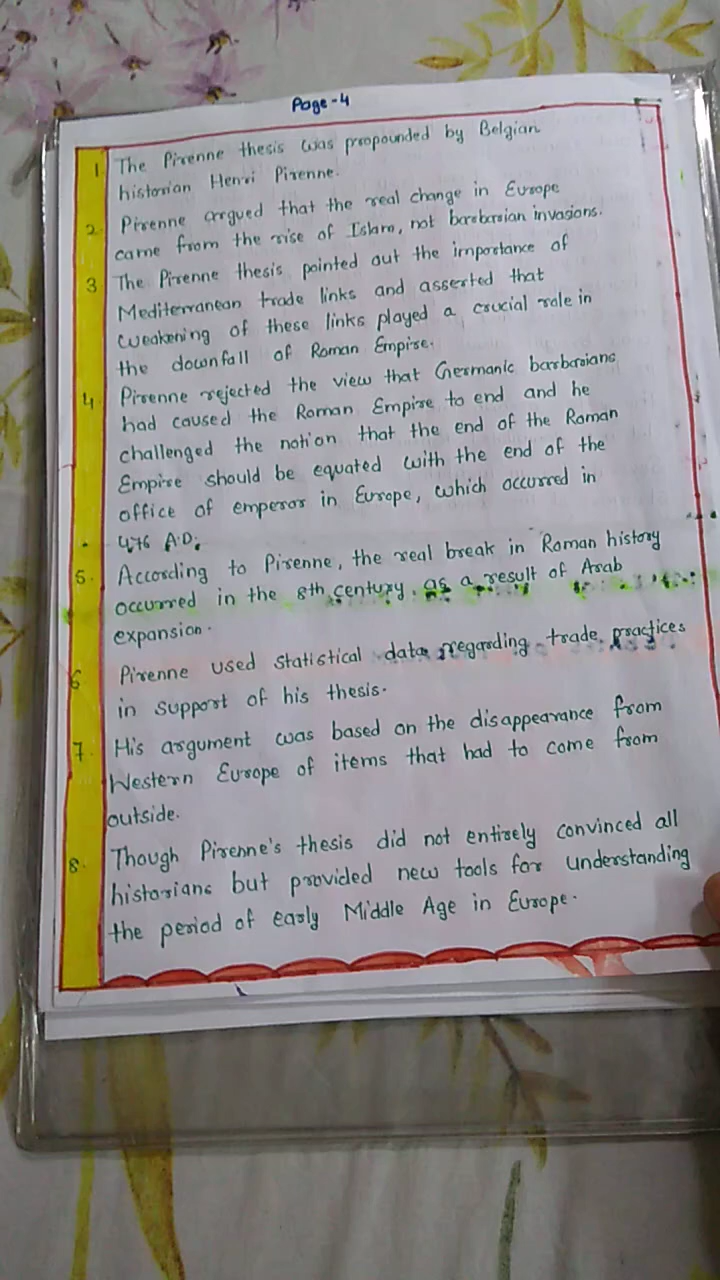 Page-4
1. The Pirenne thesis was propounded by Belgian
historian Henri Pirenne.
2. Pirenne argued that the real change in Europe
came from the rise of Islam, not barbarian invasions.
3 The Pirenne thesis pointed out the importance of
Mediterranean trade links and asserted that
weakening of these links played a crucial role in
the downfall of Roman Empire.
4. Pirenne rejected the view that Germanic barbarians
had caused the Roman Empire to end and he
challenged the notion that the end of the Roman
Empire should be equated with the end of the
office of emperor in Europe, which occurred in
476 A.D.
5. According to Pirenne, the real break in Roman history
occurred in the 8th century. as a result of Arab
expansion.
6 Pirenne used statistical data regarding trade practices
in support of his thesis.
7. His argument was based on the disappearance from
Western Europe of items that had to come from
outside.
8. Though Pirenne's thesis did not entirely convinced all
historians but provided new tools for understanding
the period of early Middle Age in Europe.